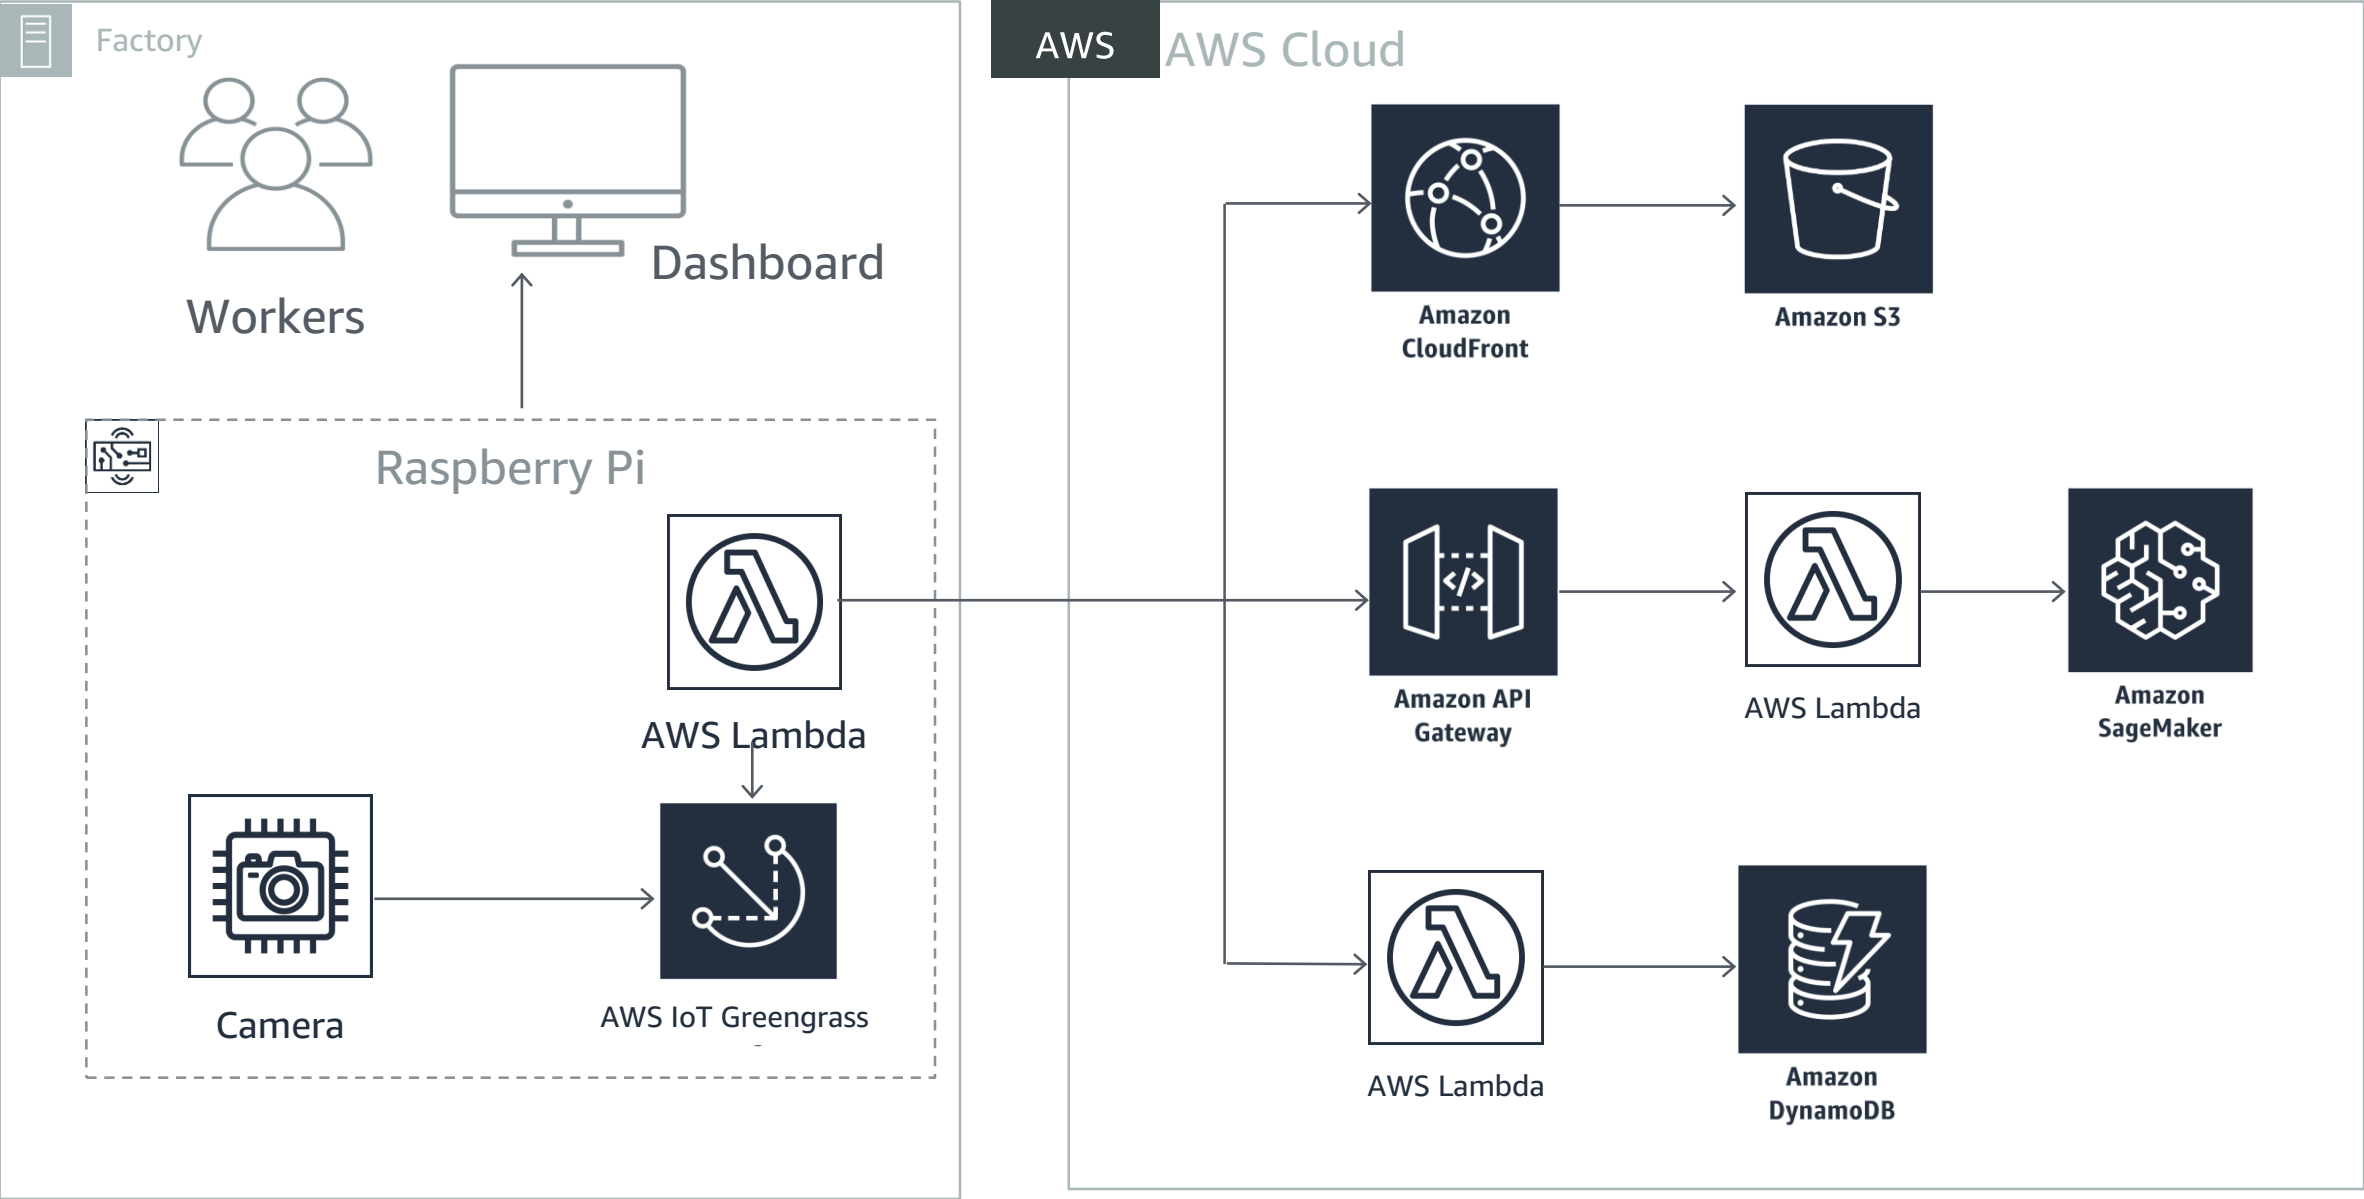 Factory
Workers
Dashboard
Raspberry Pi
AWS Lambda
Camera
AWS IoT Greengrass
AWS
AWS Cloud
Amazon
CloudFront
Amazon S3
Amazon API
Gateway
AWS Lambda
Amazon
SageMaker
AWS Lambda
Amazon
DynamoDB